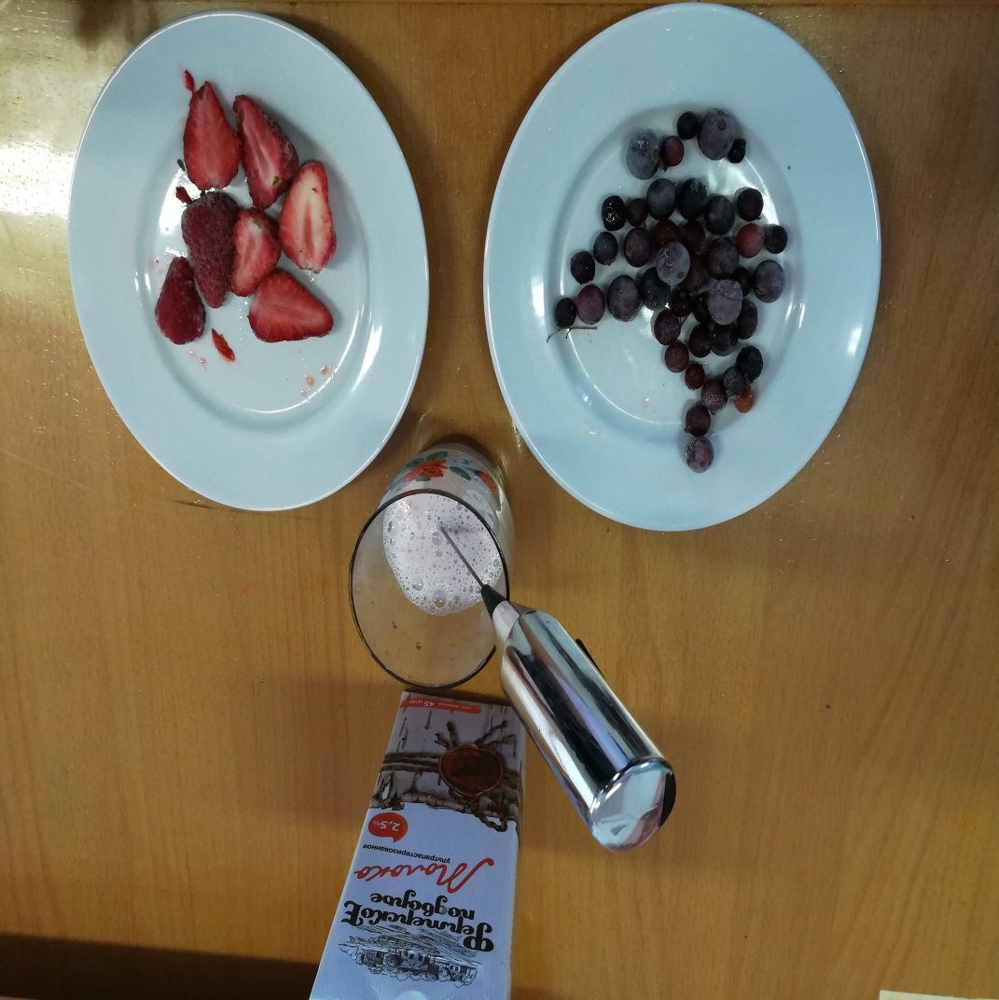 Фермерское
подворье
Молоко
ультрапастеризованное
2,5%